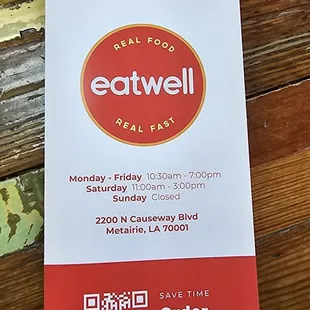 REAL FOOD
eatwell
REAL FAST
Monday - Friday 10:30am - 7:00pm
Saturday 11:00am - 3:00pm
Sunday Closed
2200 N Causeway Blvd
Metairie, LA 70001
SAVE TIME
Order